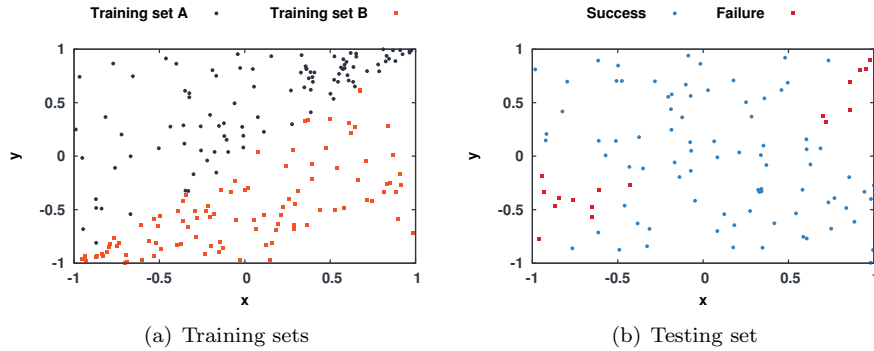 Training set A Training set B
Success Failure
1
0.5
0
-0.5
-1
y
-1 -0.5 0 0.5 1
x
1
0.5
0
-0.5
-1
y
-1 -0.5 0 0.5 1
x
(a) Training sets
(b) Testing set